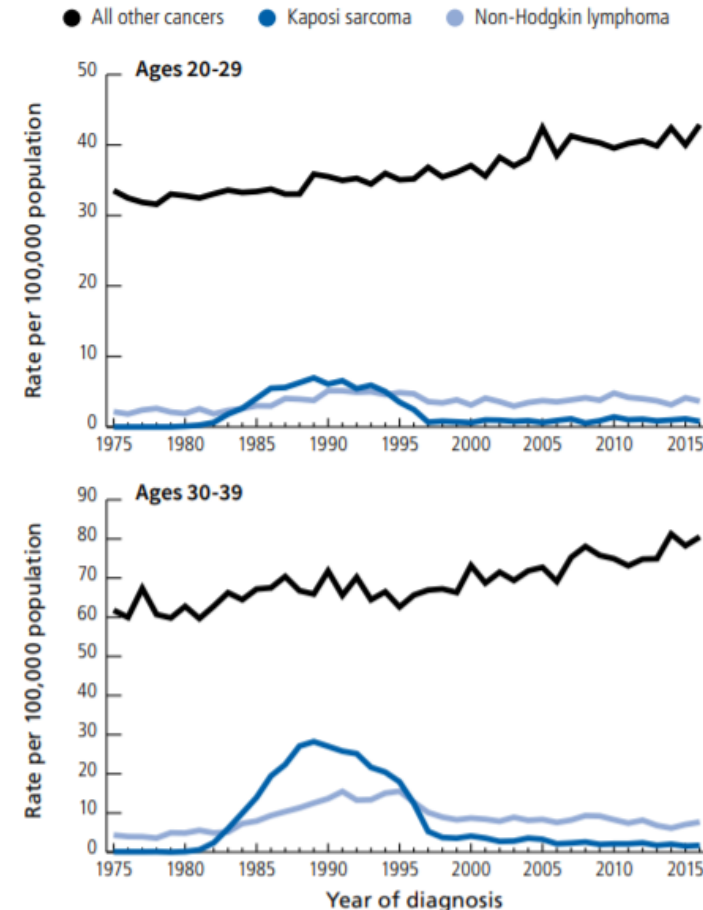 All other cancers Kaposi sarcoma Non-Hodgkin lymphoma
Ages 20-29
Rate per 100,000 population
50
40
30
20
10
0
1975 1980 1985 1990 1995 2000 2005 2010 2015
Ages 30-39
Rate per 100,000 population
90
80
70
60
50
40
30
20
10
0
1975 1980 1985 1990 1995 2000 2005 2010 2015
Year of diagnosis